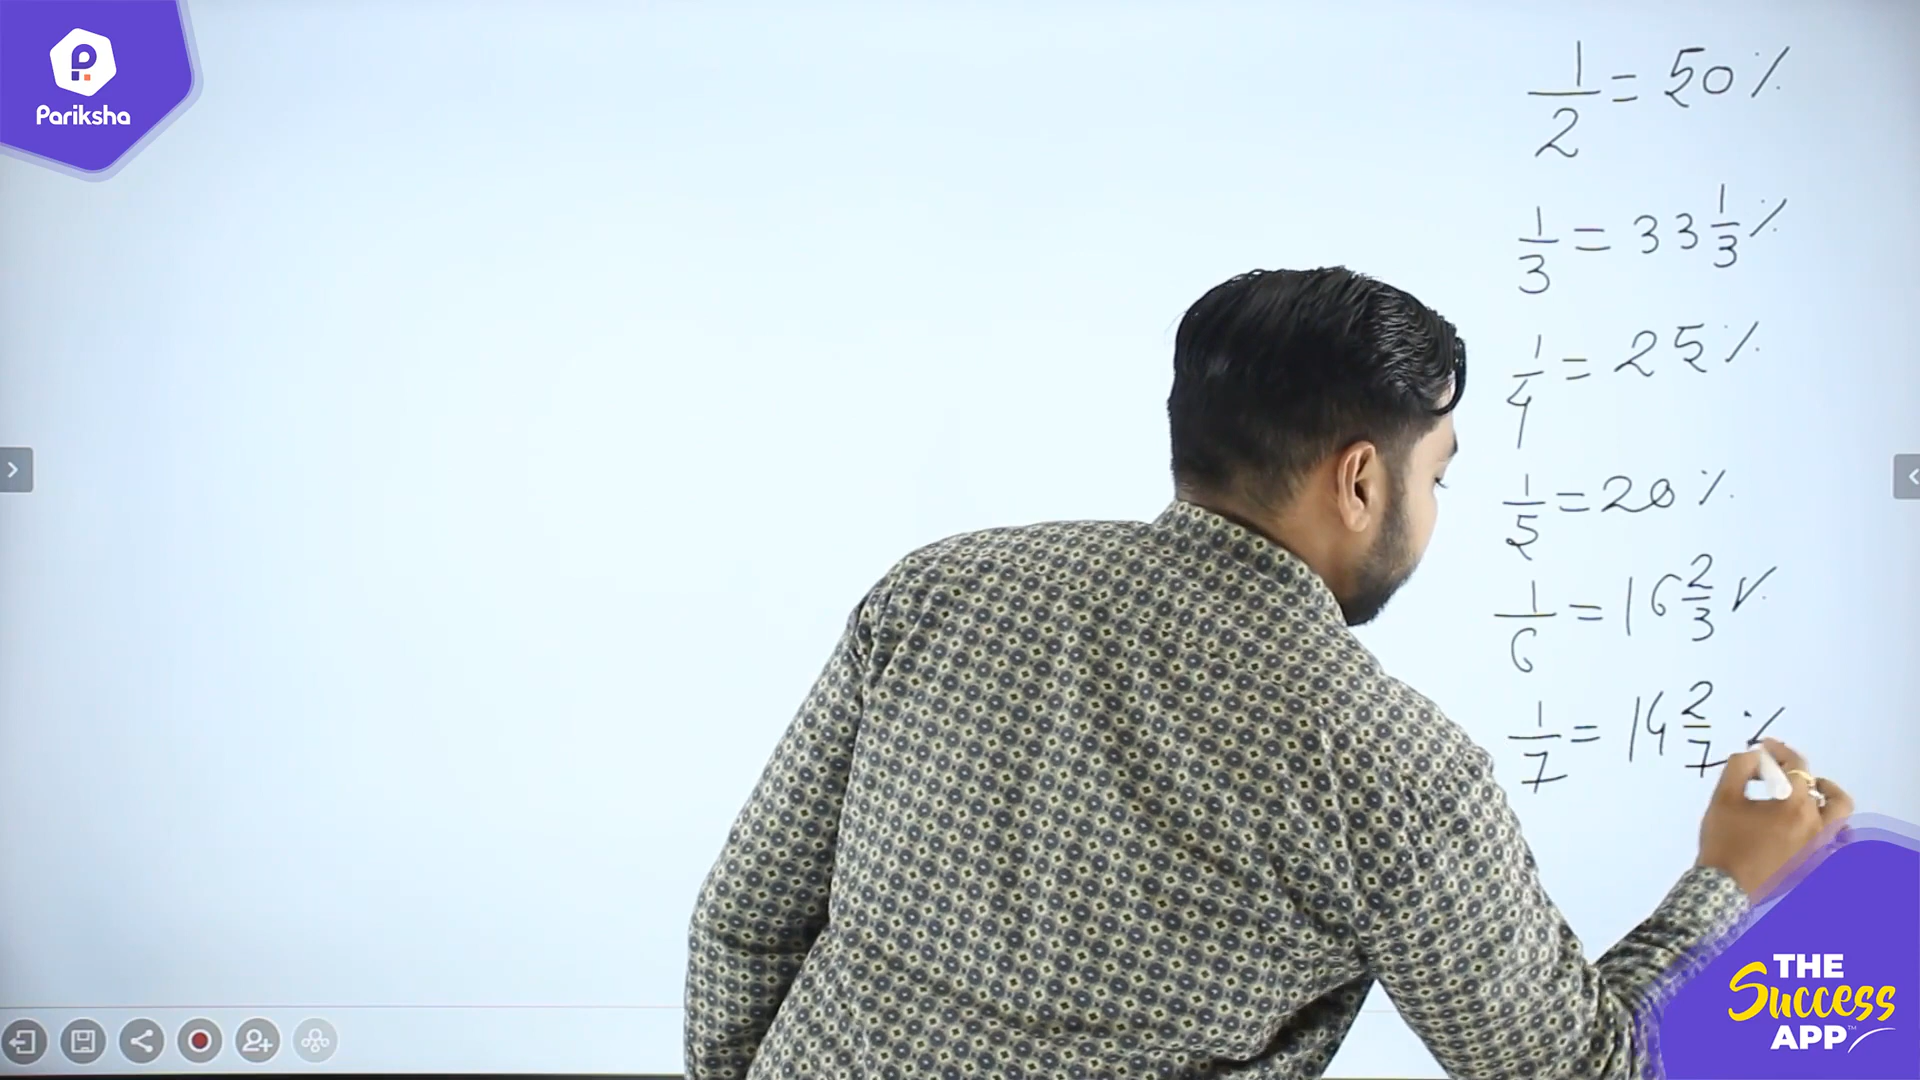 Pariksha
1/2 = 50%
1/3 = 33 1/3 %
1/4 = 25%
1/5 = 20%
1/6 = 16 2/3 %
1/7 = 14 2/7 %
THE
Success
APP™